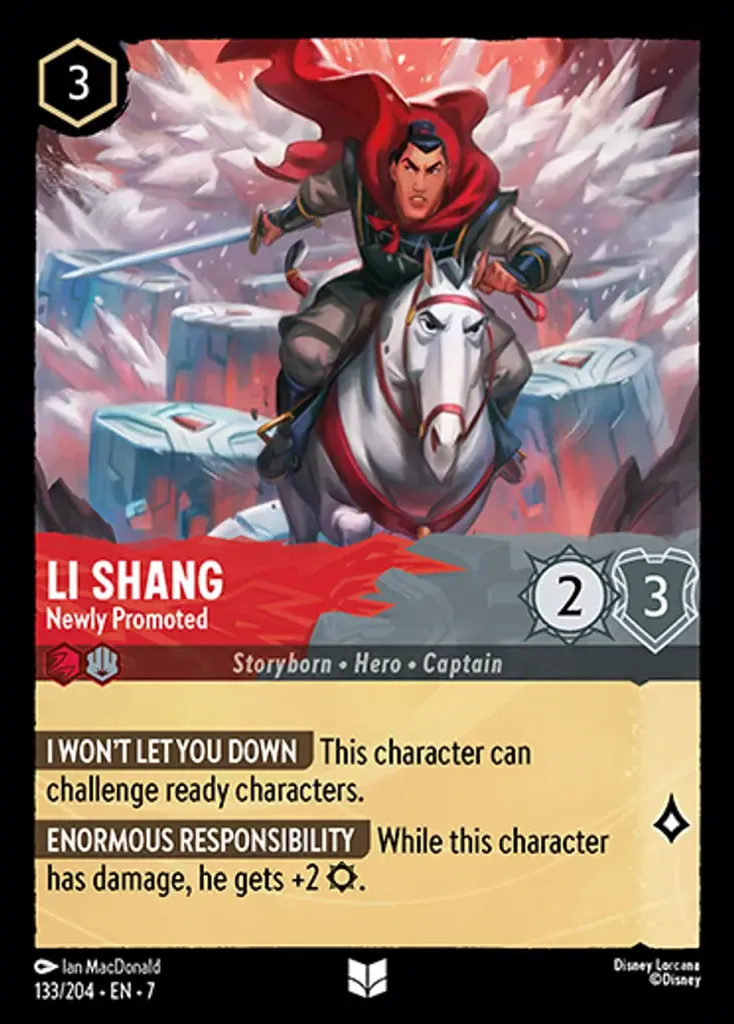 3
LI SHANG
Newly Promoted
2
3
Storyborn • Hero • Captain
I WON'T LET YOU DOWN This character can
challenge ready characters.
ENORMOUS RESPONSIBILITY While this character
has damage, he gets +2 .
Ian MacDonald
133/204 • EN • 7
Disney Lorcana
©Disney